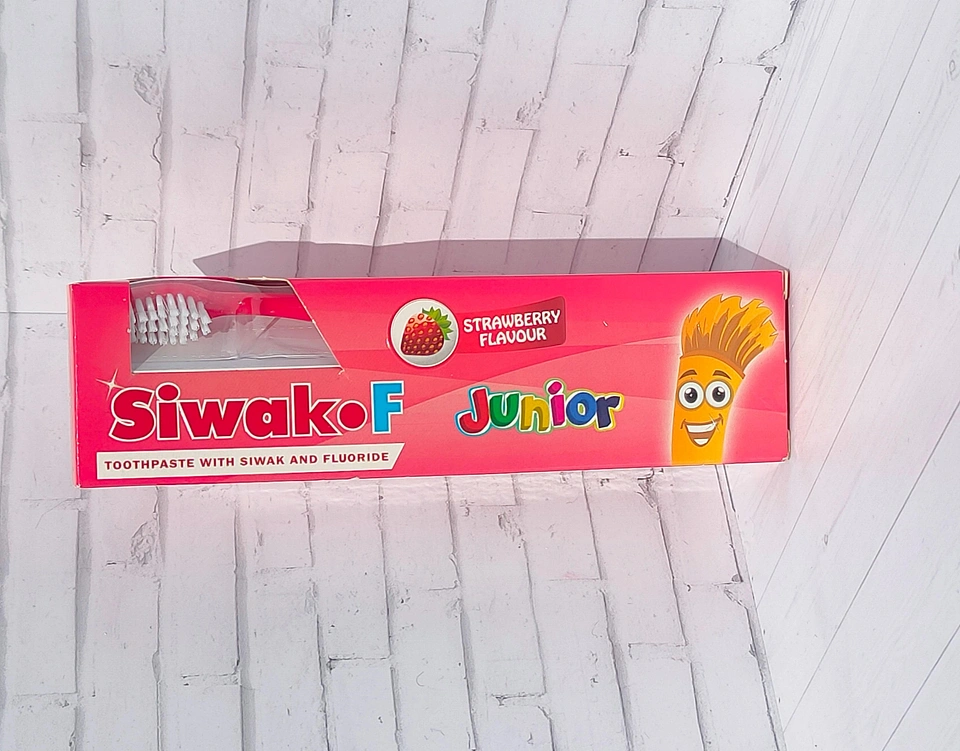 STRAWBERRY
FLAVOUR
Siwak•F
Junior
TOOTHPASTE WITH SIWAK AND FLUORIDE